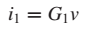 i₁ = G₁v